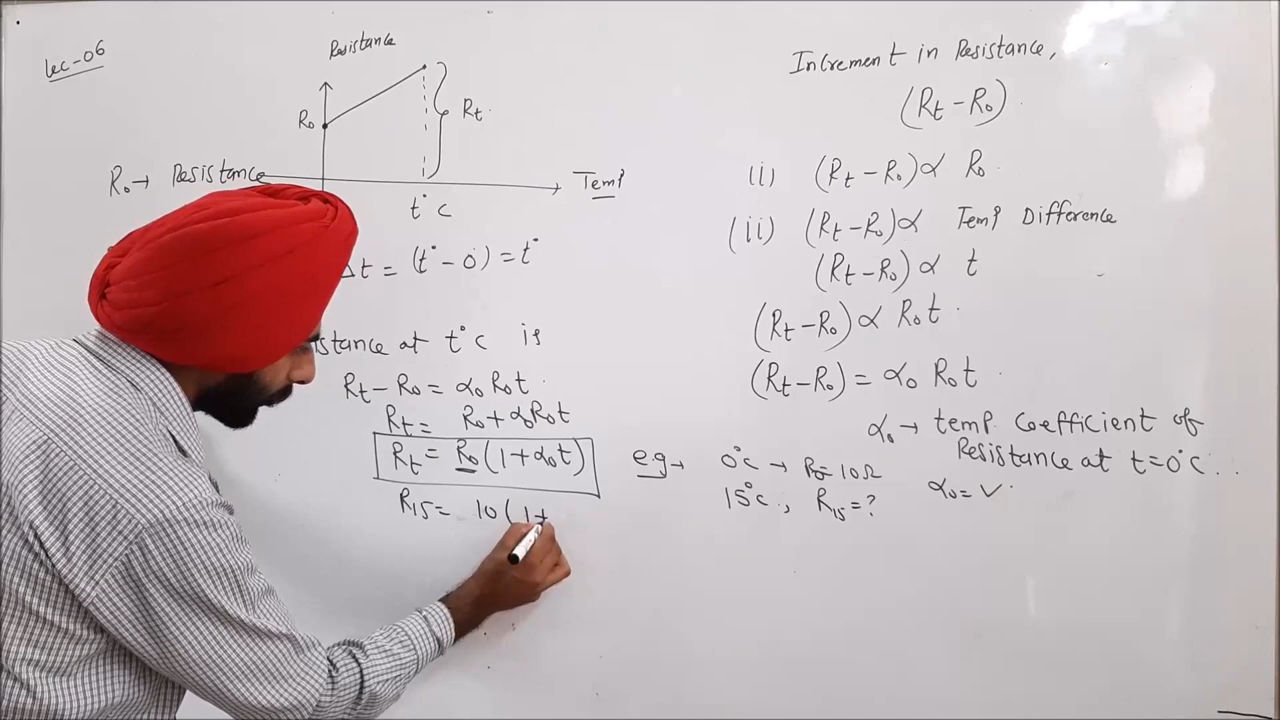 Lec-06
Resistance
R₀
Rt
R₀ → Resistance
Temp
t°C
Δt = (t° - 0°) = t°
stance at t°C is
Rt - R₀ = α₀ R₀t
Rt = R₀ + α₀R₀t
Rt = R₀(1+α₀t)
R15 = 10(1+
Increment in Resistance,
(Rt - R₀)
(i) (Rt - R₀) ∝ R₀
(ii) (Rt - R₀) ∝ Temp Difference
(Rt - R₀) ∝ t
(Rt - R₀) ∝ R₀t
(Rt - R₀) = α₀ R₀t
α₀ → temp. Coefficient of
Resistance at t=0°C
eg → 0°C → R₀=10Ω
15°C, R15=? α₀=✓